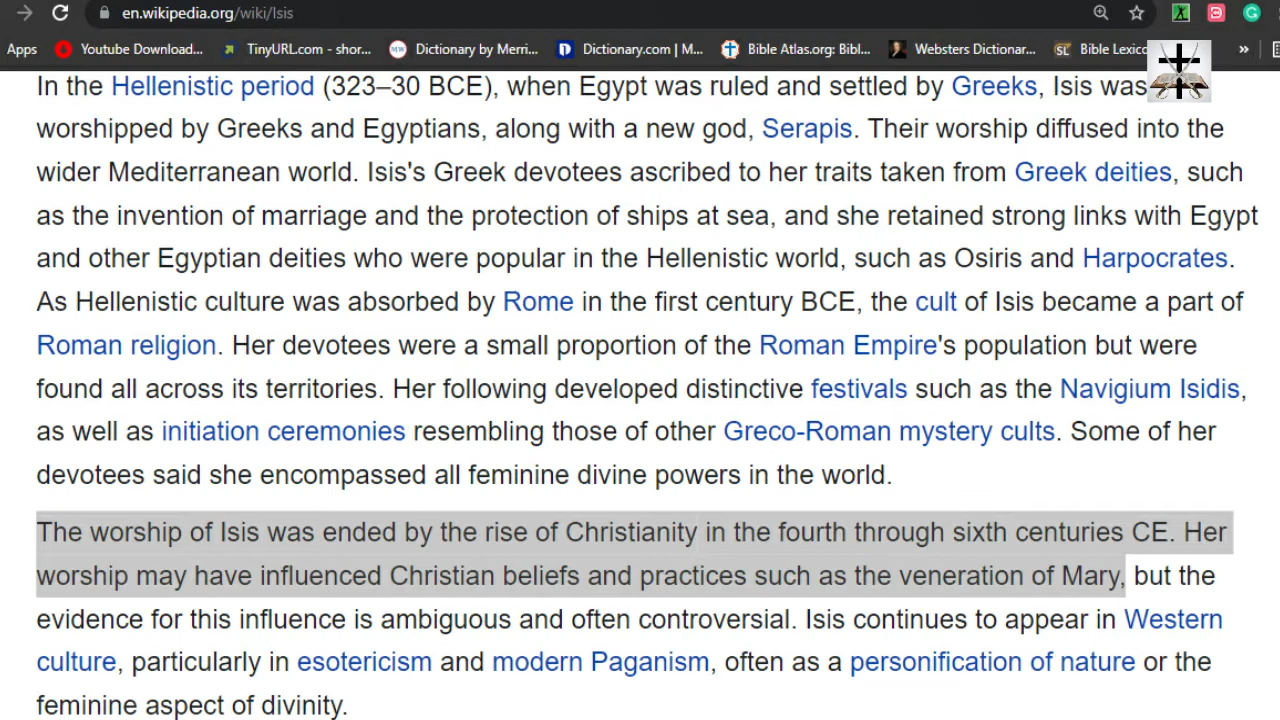 en.wikipedia.org/wiki/Isis
Apps Youtube Download... TinyURL.com - shor... MW Dictionary by Merri... D Dictionary.com | M... Bible Atlas.org: Bibl... Websters Dictionar... SL Bible Lexico »
In the Hellenistic period (323–30 BCE), when Egypt was ruled and settled by Greeks, Isis was
worshipped by Greeks and Egyptians, along with a new god, Serapis. Their worship diffused into the
wider Mediterranean world. Isis's Greek devotees ascribed to her traits taken from Greek deities, such
as the invention of marriage and the protection of ships at sea, and she retained strong links with Egypt
and other Egyptian deities who were popular in the Hellenistic world, such as Osiris and Harpocrates.
As Hellenistic culture was absorbed by Rome in the first century BCE, the cult of Isis became a part of
Roman religion. Her devotees were a small proportion of the Roman Empire's population but were
found all across its territories. Her following developed distinctive festivals such as the Navigium Isidis,
as well as initiation ceremonies resembling those of other Greco-Roman mystery cults. Some of her
devotees said she encompassed all feminine divine powers in the world.
The worship of Isis was ended by the rise of Christianity in the fourth through sixth centuries CE. Her
worship may have influenced Christian beliefs and practices such as the veneration of Mary, but the
evidence for this influence is ambiguous and often controversial. Isis continues to appear in Western
culture, particularly in esotericism and modern Paganism, often as a personification of nature or the
feminine aspect of divinity.